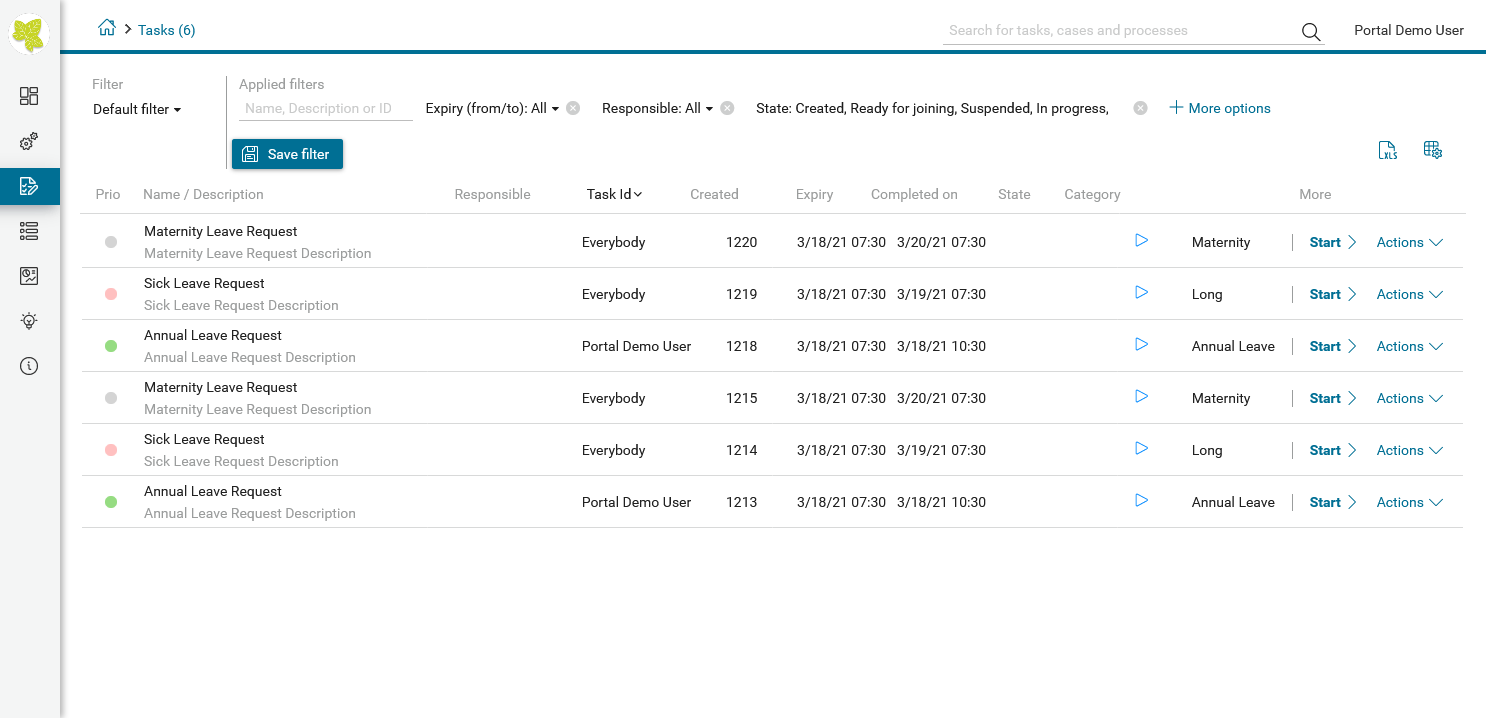 Tasks (6)
Search for tasks, cases and processes
Portal Demo User
Filter
Applied filters
Default filter
Name, Description or ID
Expiry (from/to): All
Responsible: All
State: Created, Ready for joining, Suspended, In progress,
More options
Save filter
XLS
Prio Name / Description Responsible Task Id Created Expiry Completed on State Category More
Maternity Leave Request
Maternity Leave Request Description
Everybody 1220 3/18/21 07:30 3/20/21 07:30 Maternity Start Actions
Sick Leave Request
Sick Leave Request Description
Everybody 1219 3/18/21 07:30 3/19/21 07:30 Long Start Actions
Annual Leave Request
Annual Leave Request Description
Portal Demo User 1218 3/18/21 07:30 3/18/21 10:30 Annual Leave Start Actions
Maternity Leave Request
Maternity Leave Request Description
Everybody 1215 3/18/21 07:30 3/20/21 07:30 Maternity Start Actions
Sick Leave Request
Sick Leave Request Description
Everybody 1214 3/18/21 07:30 3/19/21 07:30 Long Start Actions
Annual Leave Request
Annual Leave Request Description
Portal Demo User 1213 3/18/21 07:30 3/18/21 10:30 Annual Leave Start Actions